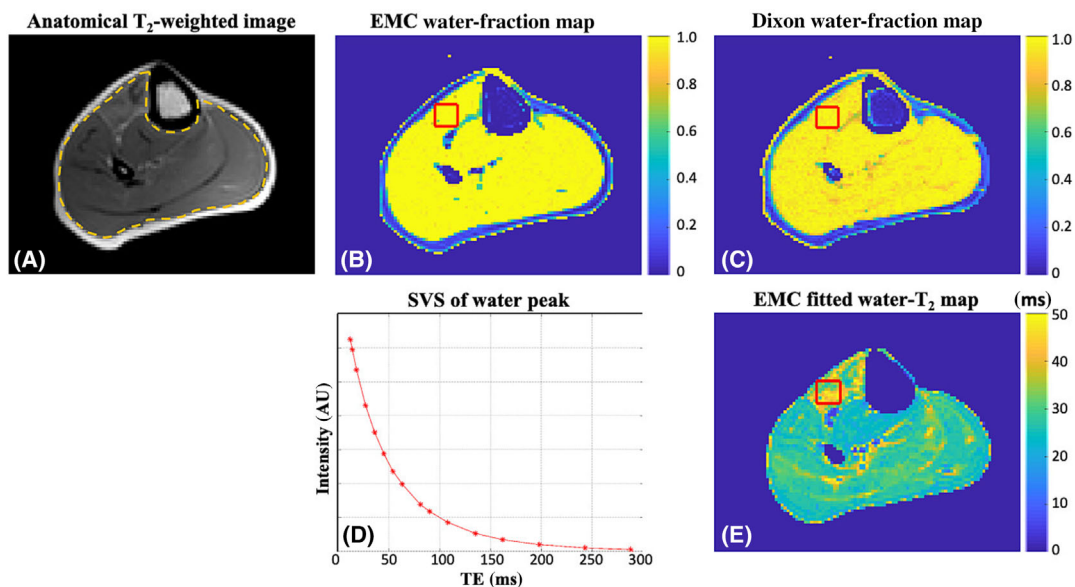 Anatomical T₂-weighted image
EMC water-fraction map
Dixon water-fraction map
(A)
(B)
1.0
0.8
0.6
0.4
0.2
0
(C)
1.0
0.8
0.6
0.4
0.2
0
SVS of water peak
Intensity (AU)
(D)
0 50 100 150 200 250 300
TE (ms)
EMC fitted water-T₂ map (ms)
50
40
30
20
10
0
(E)